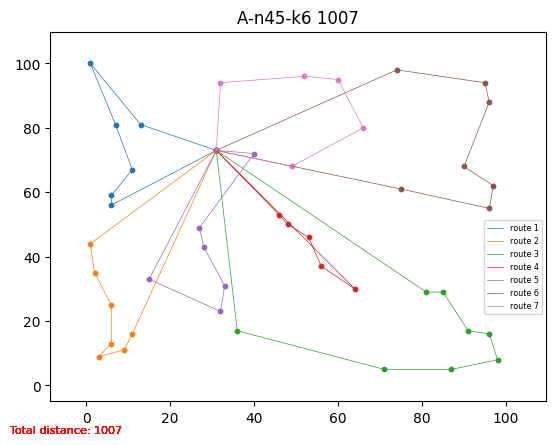 A-n45-k6 1007
100
80
60
40
20
0
0 20 40 60 80 100
route 1
route 2
route 3
route 4
route 5
route 6
route 7
Total distance: 1007